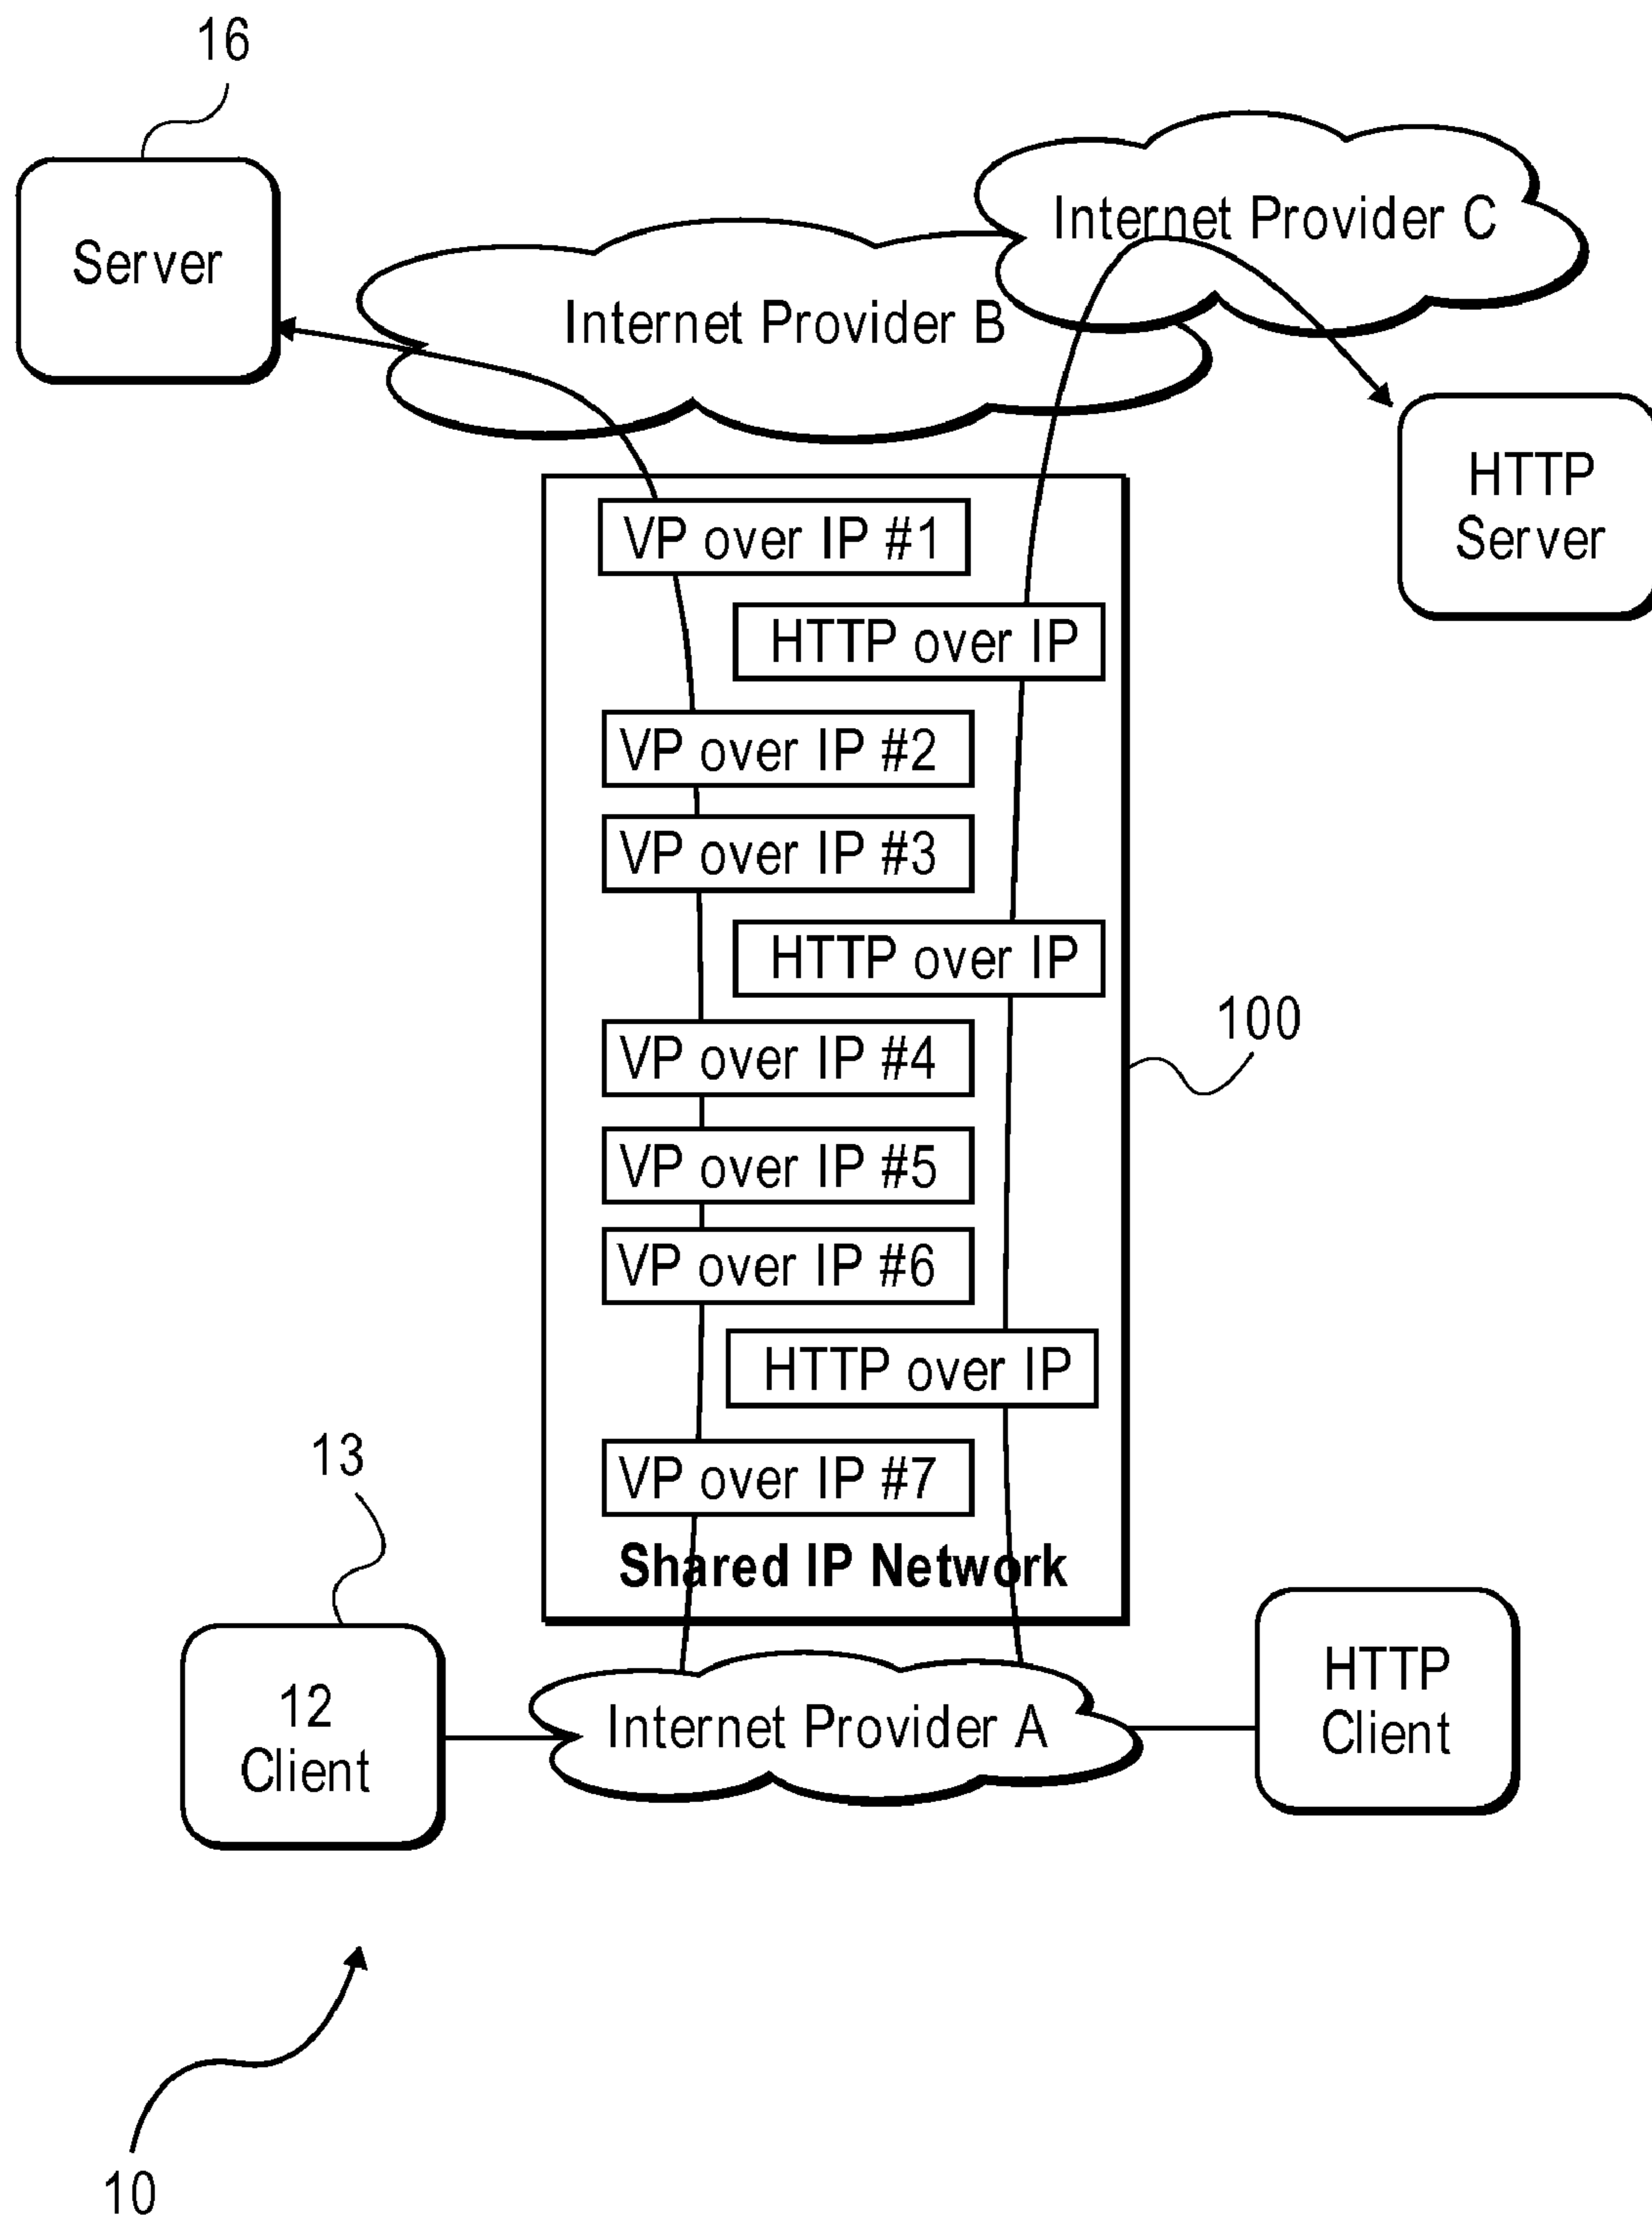 16
Server
Internet Provider C
Internet Provider B
HTTP
Server
VP over IP #1
HTTP over IP
VP over IP #2
VP over IP #3
HTTP over IP
100
VP over IP #4
VP over IP #5
VP over IP #6
HTTP over IP
13
VP over IP #7
Shared IP Network
12
Client
Internet Provider A
HTTP
Client
10